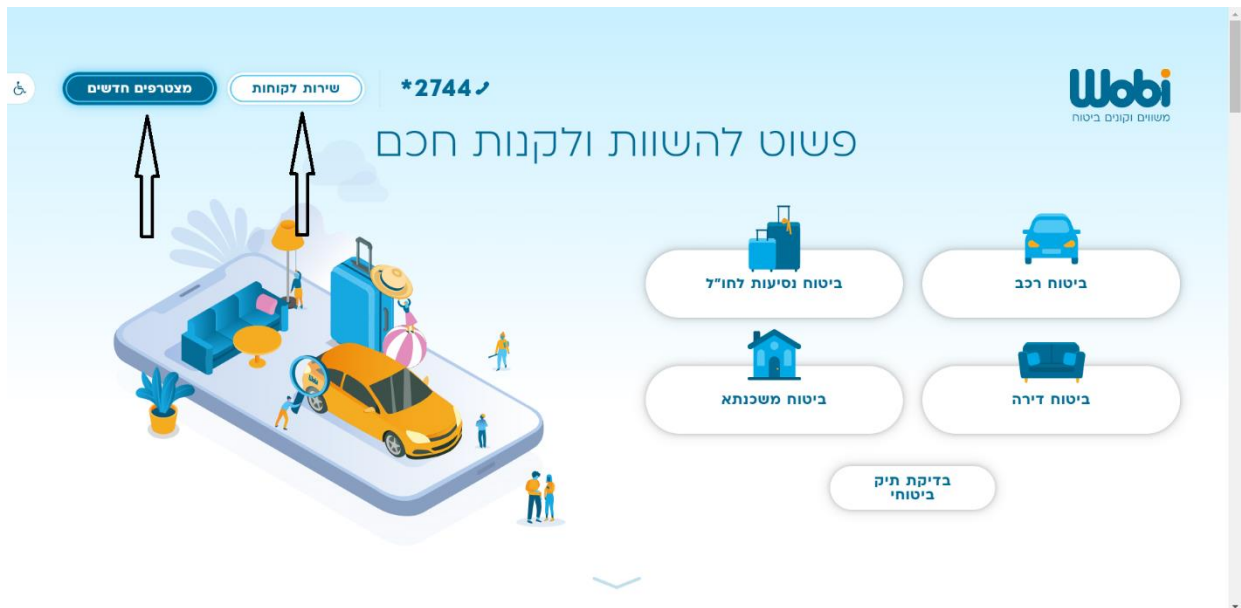 Wobi
משווים וקונים ביטוח
*2744
שירות לקוחות
מצטרפים חדשים
פשוט להשוות ולקנות חכם
ביטוח רכב
ביטוח נסיעות לחו"ל
ביטוח דירה
ביטוח משכנתא
בדיקת תיק
ביטוחי